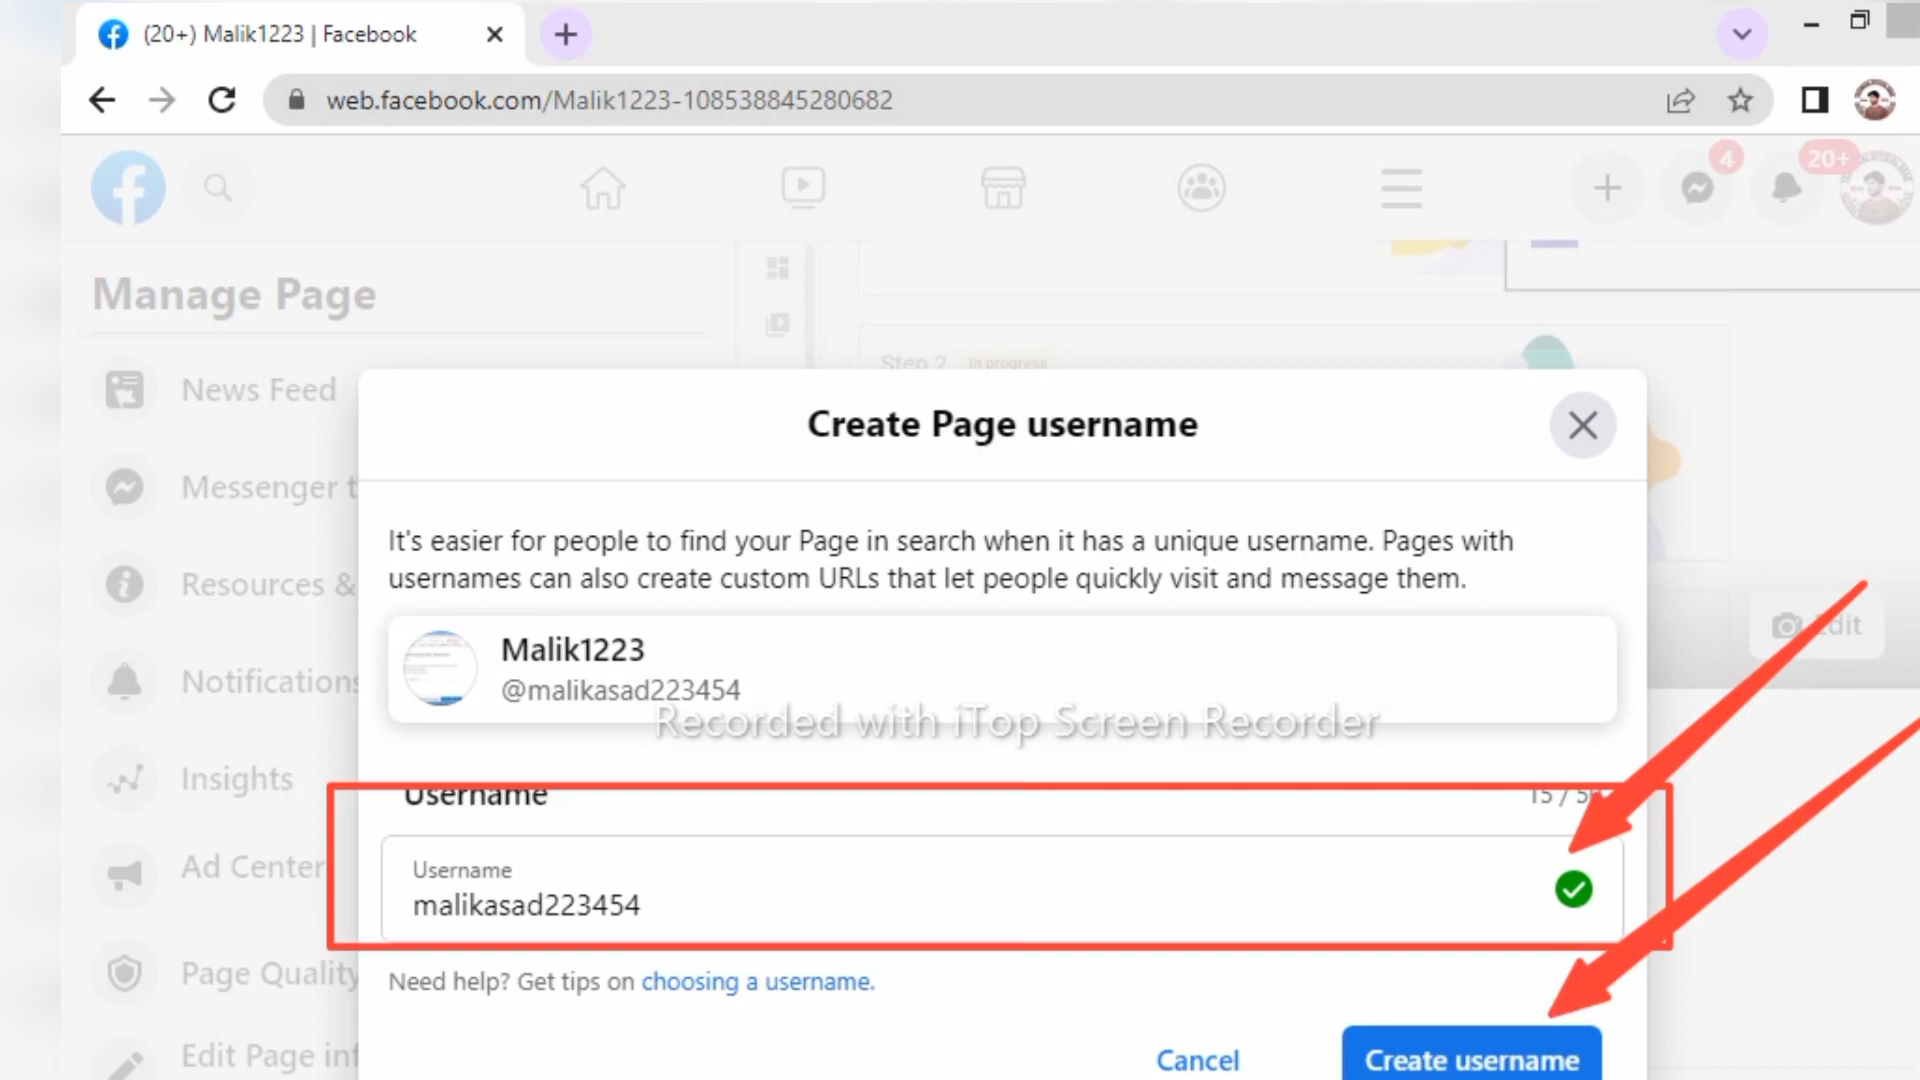 (20+) Malik1223 | Facebook
web.facebook.com/Malik1223-108538845280682
4
20+
Manage Page
Step 2 In progress
News Feed
Create Page username
Messenger t
It's easier for people to find your Page in search when it has a unique username. Pages with
usernames can also create custom URLs that let people quickly visit and message them.
Resources &
Edit
Malik1223
@malikasad223454
Notifications
Recorded with iTop Screen Recorder
Insights
Username
15 / 50
Ad Center
Username
malikasad223454
Page Quality
Need help? Get tips on choosing a username.
Edit Page inf
Cancel
Create username